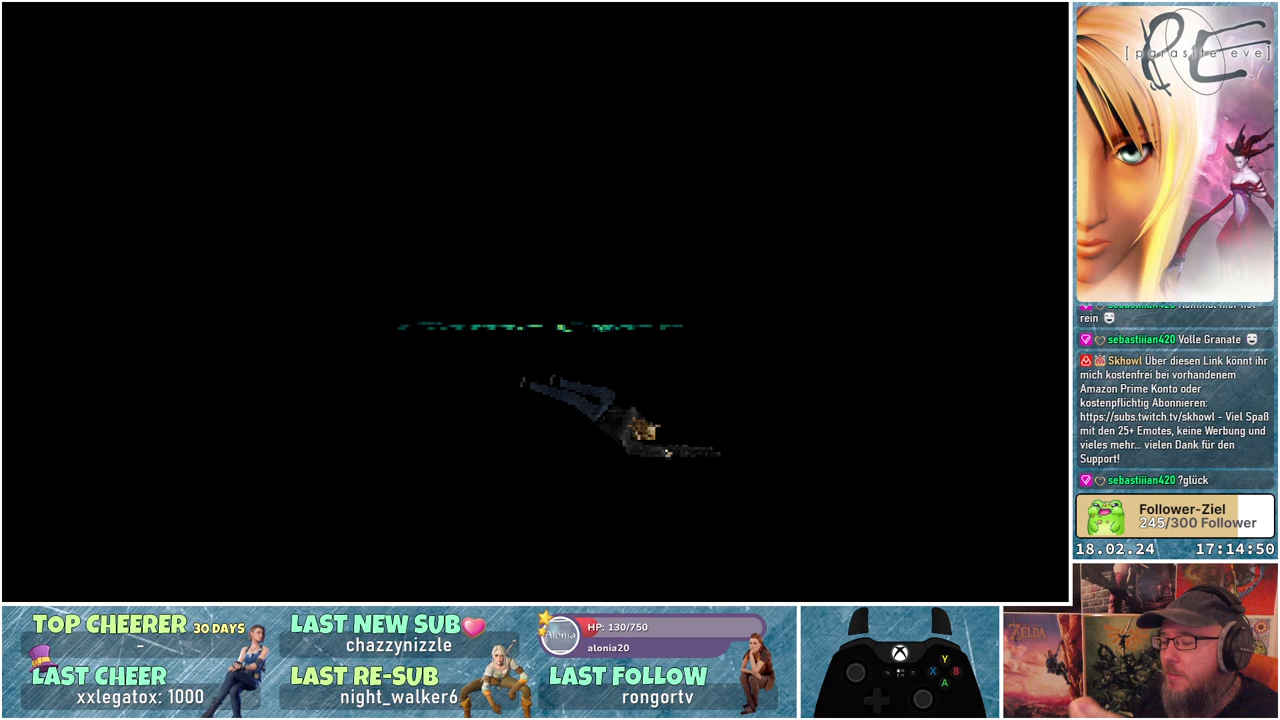 [parasite eve]
PE
rein
sebastiiian420 Volle Granate
Skhowl Über diesen Link könnt ihr
mich kostenfrei bei vorhandenem
Amazon Prime Konto oder
kostenpflichtig Abonnieren:
https://subs.twitch.tv/skhowl - Viel Spaß
mit den 25+ Emotes, keine Werbung und
vieles mehr... vielen Dank für den
Support!
sebastiiian420 ?glück
Follower-Ziel
245/300 Follower
18.02.24 17:14:50
TOP CHEERER 30 DAYS
-
LAST CHEER
xxlegatox: 1000
LAST NEW SUB
chazzynizzle
LAST RE-SUB
night_walker6
Alonia
HP: 130/750
alonia20
LAST FOLLOW
rongortv
Y
X B
A
ZELDA